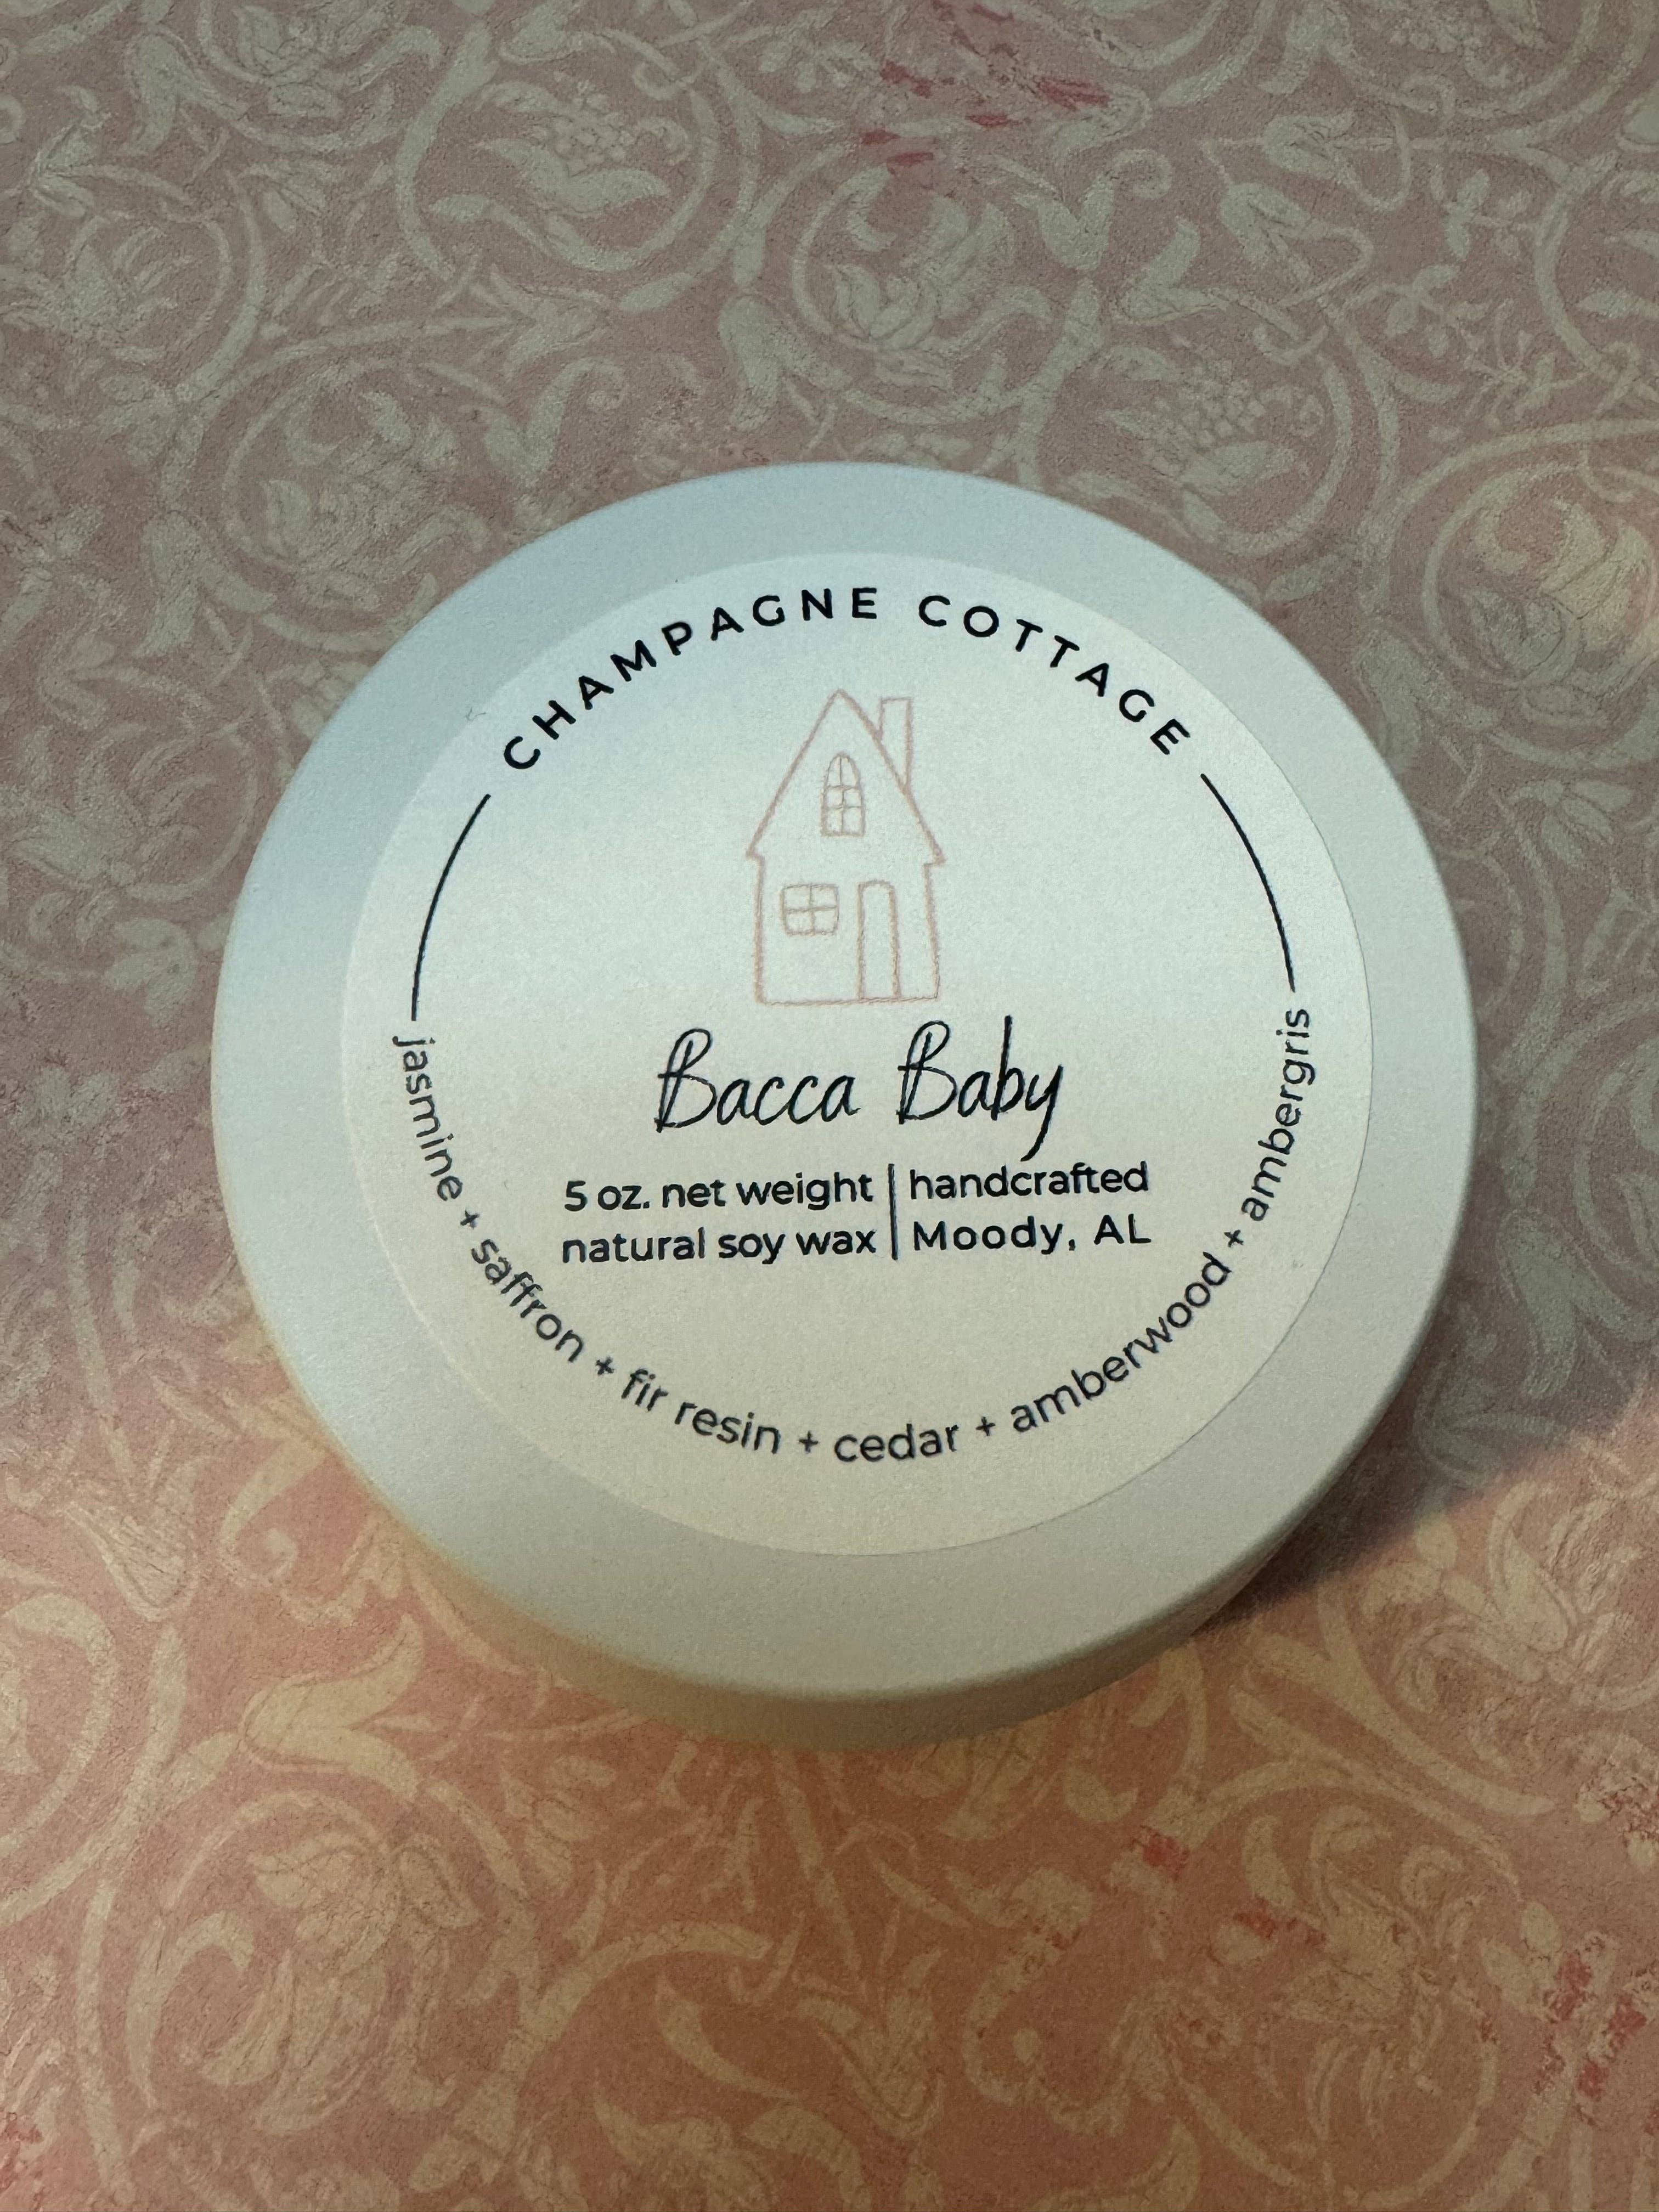 CHAMPAGNE COTTAGE
Bacca Baby
5 oz. net weight | handcrafted
natural soy wax | Moody, AL
jasmine + saffron + fir resin + cedar + amberwood + ambergris